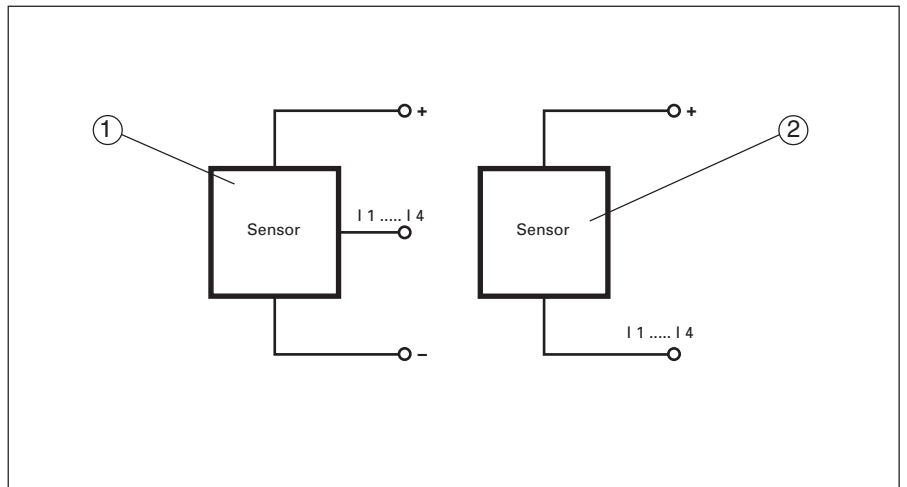 + +
1 2
I 1 ..... I 4
Sensor Sensor
I 1 ..... I 4
–